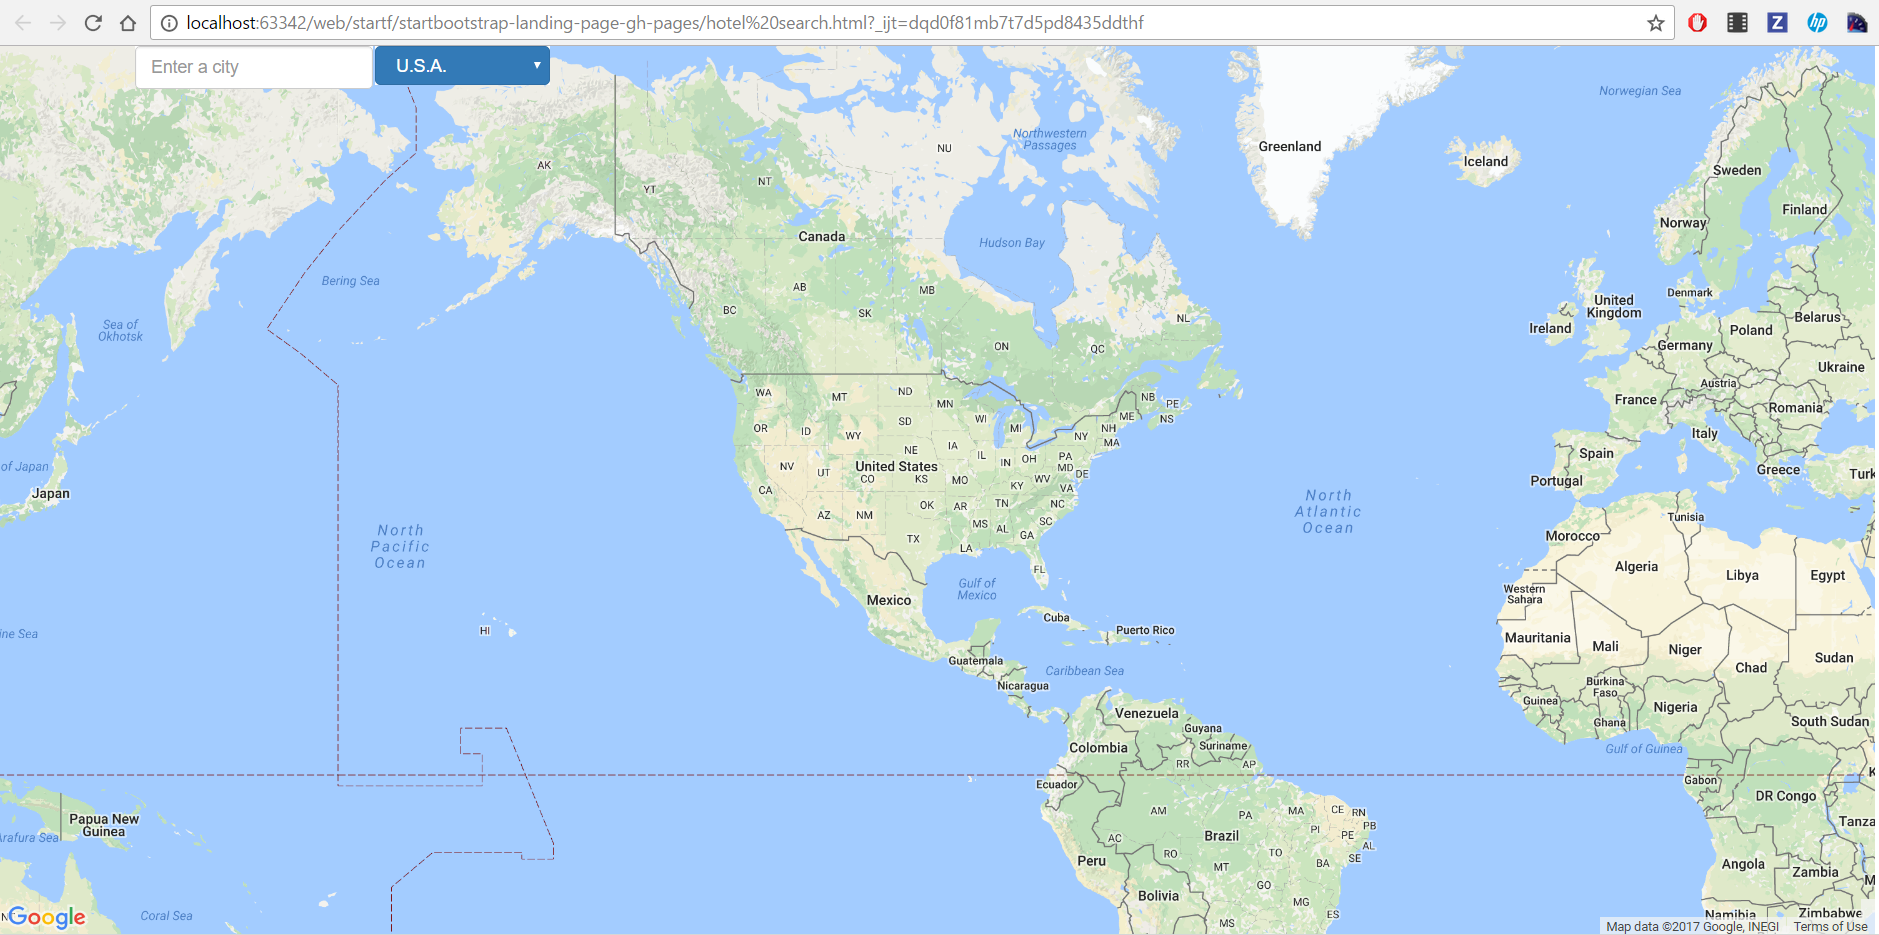 localhost:63342/web/startf/startbootstrap-landing-page-gh-pages/hotel%20search.html?_ijt=dqd0f81mb7t7d5pd8435ddthf
Z
hp
Enter a city
U.S.A.
Norwegian Sea
Northwestern
Passages
NU
Greenland
Iceland
AK
Sweden
NT
YT
Finland
Norway
Canada
Hudson Bay
Bering Sea
AB
MB
Denmark
United
Kingdom
BC
SK
NL
Belarus
Sea of
Okhotsk
Ireland
Poland
ON
QC
Germany
Ukraine
Austria
WA
MT
ND
NB
PE
France
MN
Romania
WI
ME
NS
SD
OR
ID
WY
MI
NY
NH
MA
Italy
NE
IA
IL
IN
OH
PA
MD
DE
Spain
of Japan
NV
UT
United States
CO
KS
MO
KY
WV
VA
Greece
Turk
Portugal
Japan
CA
North
Atlantic
Ocean
OK
AR
TN
NC
AZ
NM
MS
AL
GA
SC
Tunisia
North
Pacific
Ocean
TX
LA
Morocco
FL
Algeria
Libya
Egypt
Gulf of
Mexico
Western
Sahara
Mexico
Cuba
HI
Puerto Rico
ine Sea
Mauritania
Mali
Niger
Chad
Sudan
Guatemala
Caribbean Sea
Nicaragua
Burkina
Faso
Guinea
Nigeria
Venezuela
Ghana
South Sudan
Guyana
Suriname
Colombia
Gulf of Guinea
RR
AP
Ecuador
Gabon
K
DR Congo
AM
PA
MA
CE
RN
Papua New
Guinea
PI
PB
Tanza
Arafura Sea
AC
Brazil
PE
AL
Peru
RO
TO
BA
SE
MT
Angola
Zambia
GO
M
Bolivia
MG
N
Google
Coral Sea
ES
MS
Namibia
Zimbabwe
Map data ©2017 Google, INEGI
Terms of Use